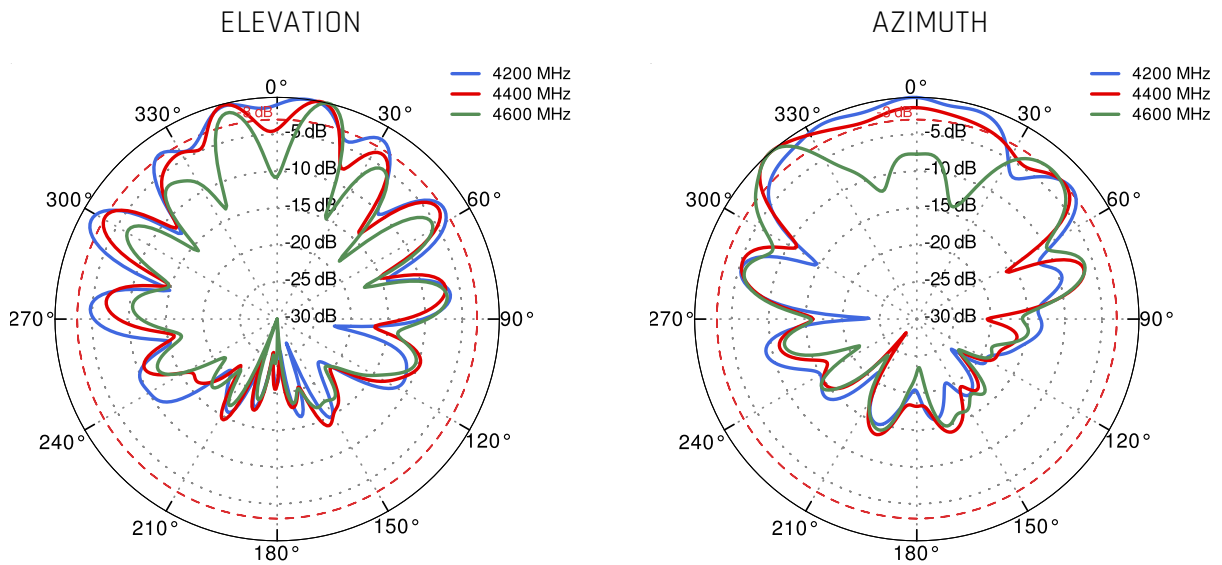 ELEVATION
4200 MHz
4400 MHz
4600 MHz
0°
330°
30°
-3 dB
-5 dB
-10 dB
300°
60°
-15 dB
-20 dB
-25 dB
270°
-30 dB
90°
240°
120°
210°
150°
180°
AZIMUTH
4200 MHz
4400 MHz
4600 MHz
0°
330°
30°
-3 dB
-5 dB
-10 dB
300°
60°
-15 dB
-20 dB
-25 dB
270°
-30 dB
90°
240°
120°
210°
150°
180°